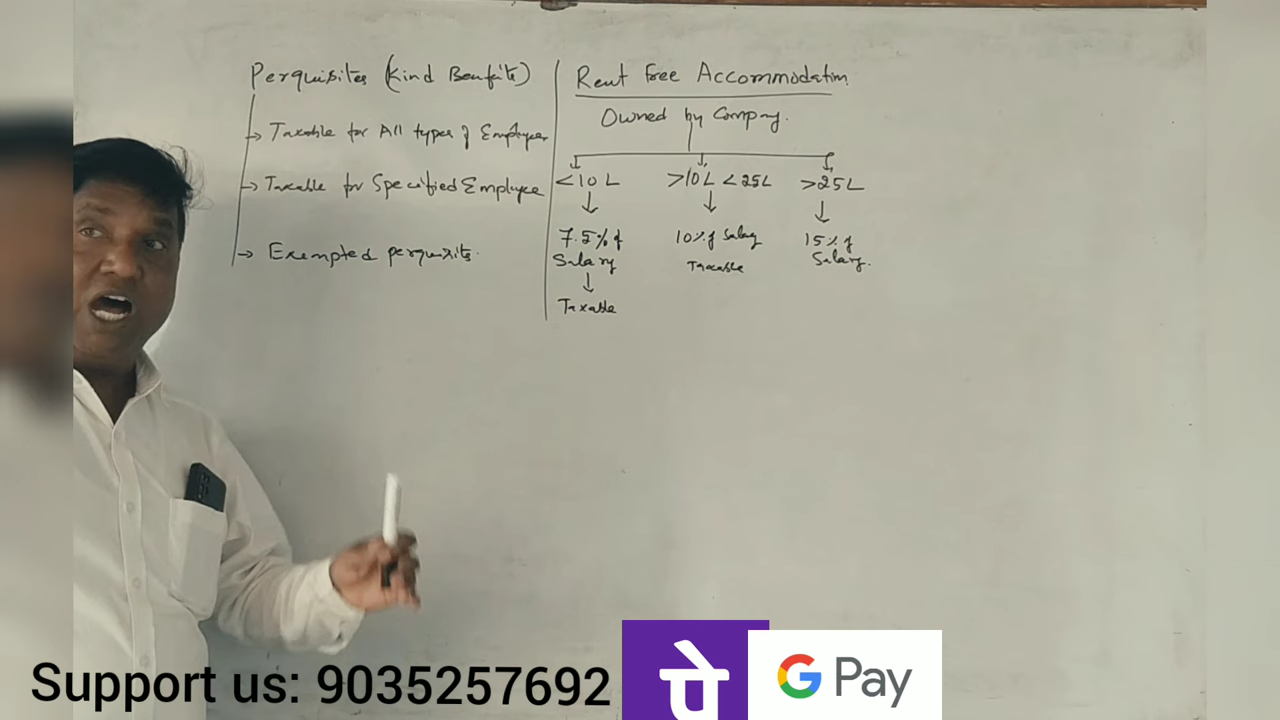 Perquisites (Kind Benefits)
→ Taxable for All types of Employee
→ Taxable for Specified Employee
→ Exempted perquisites.
Rent Free Accommodation
Owned by Company.
<10 L >10L <25L >25L
7.5% of 10% of Salary 15% of
Salary Taxable Salary.
Taxable
Support us: 9035257692 पे G Pay